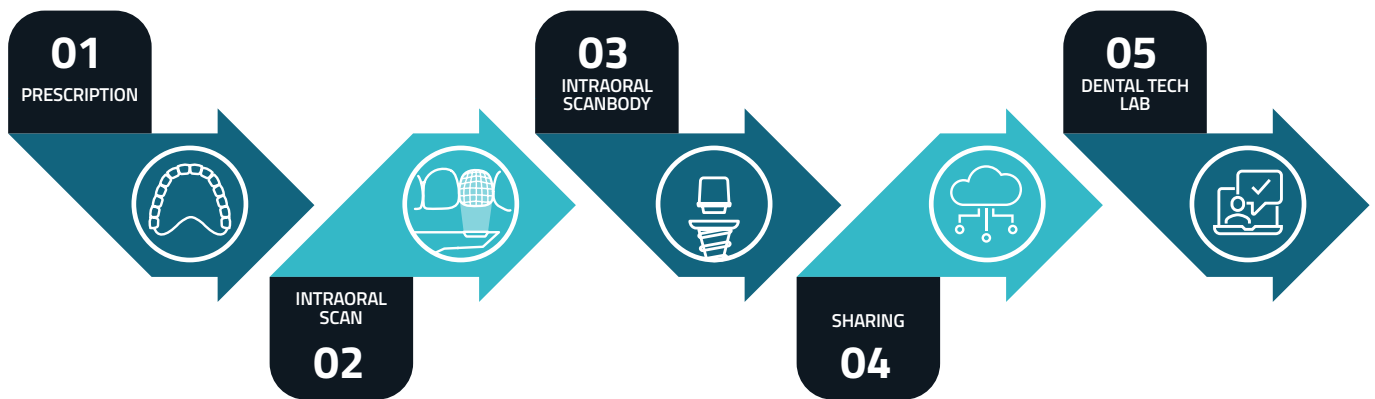 01
PRESCRIPTION
INTRAORAL
SCAN
02
03
INTRAORAL
SCANBODY
SHARING
04
05
DENTAL TECH
LAB